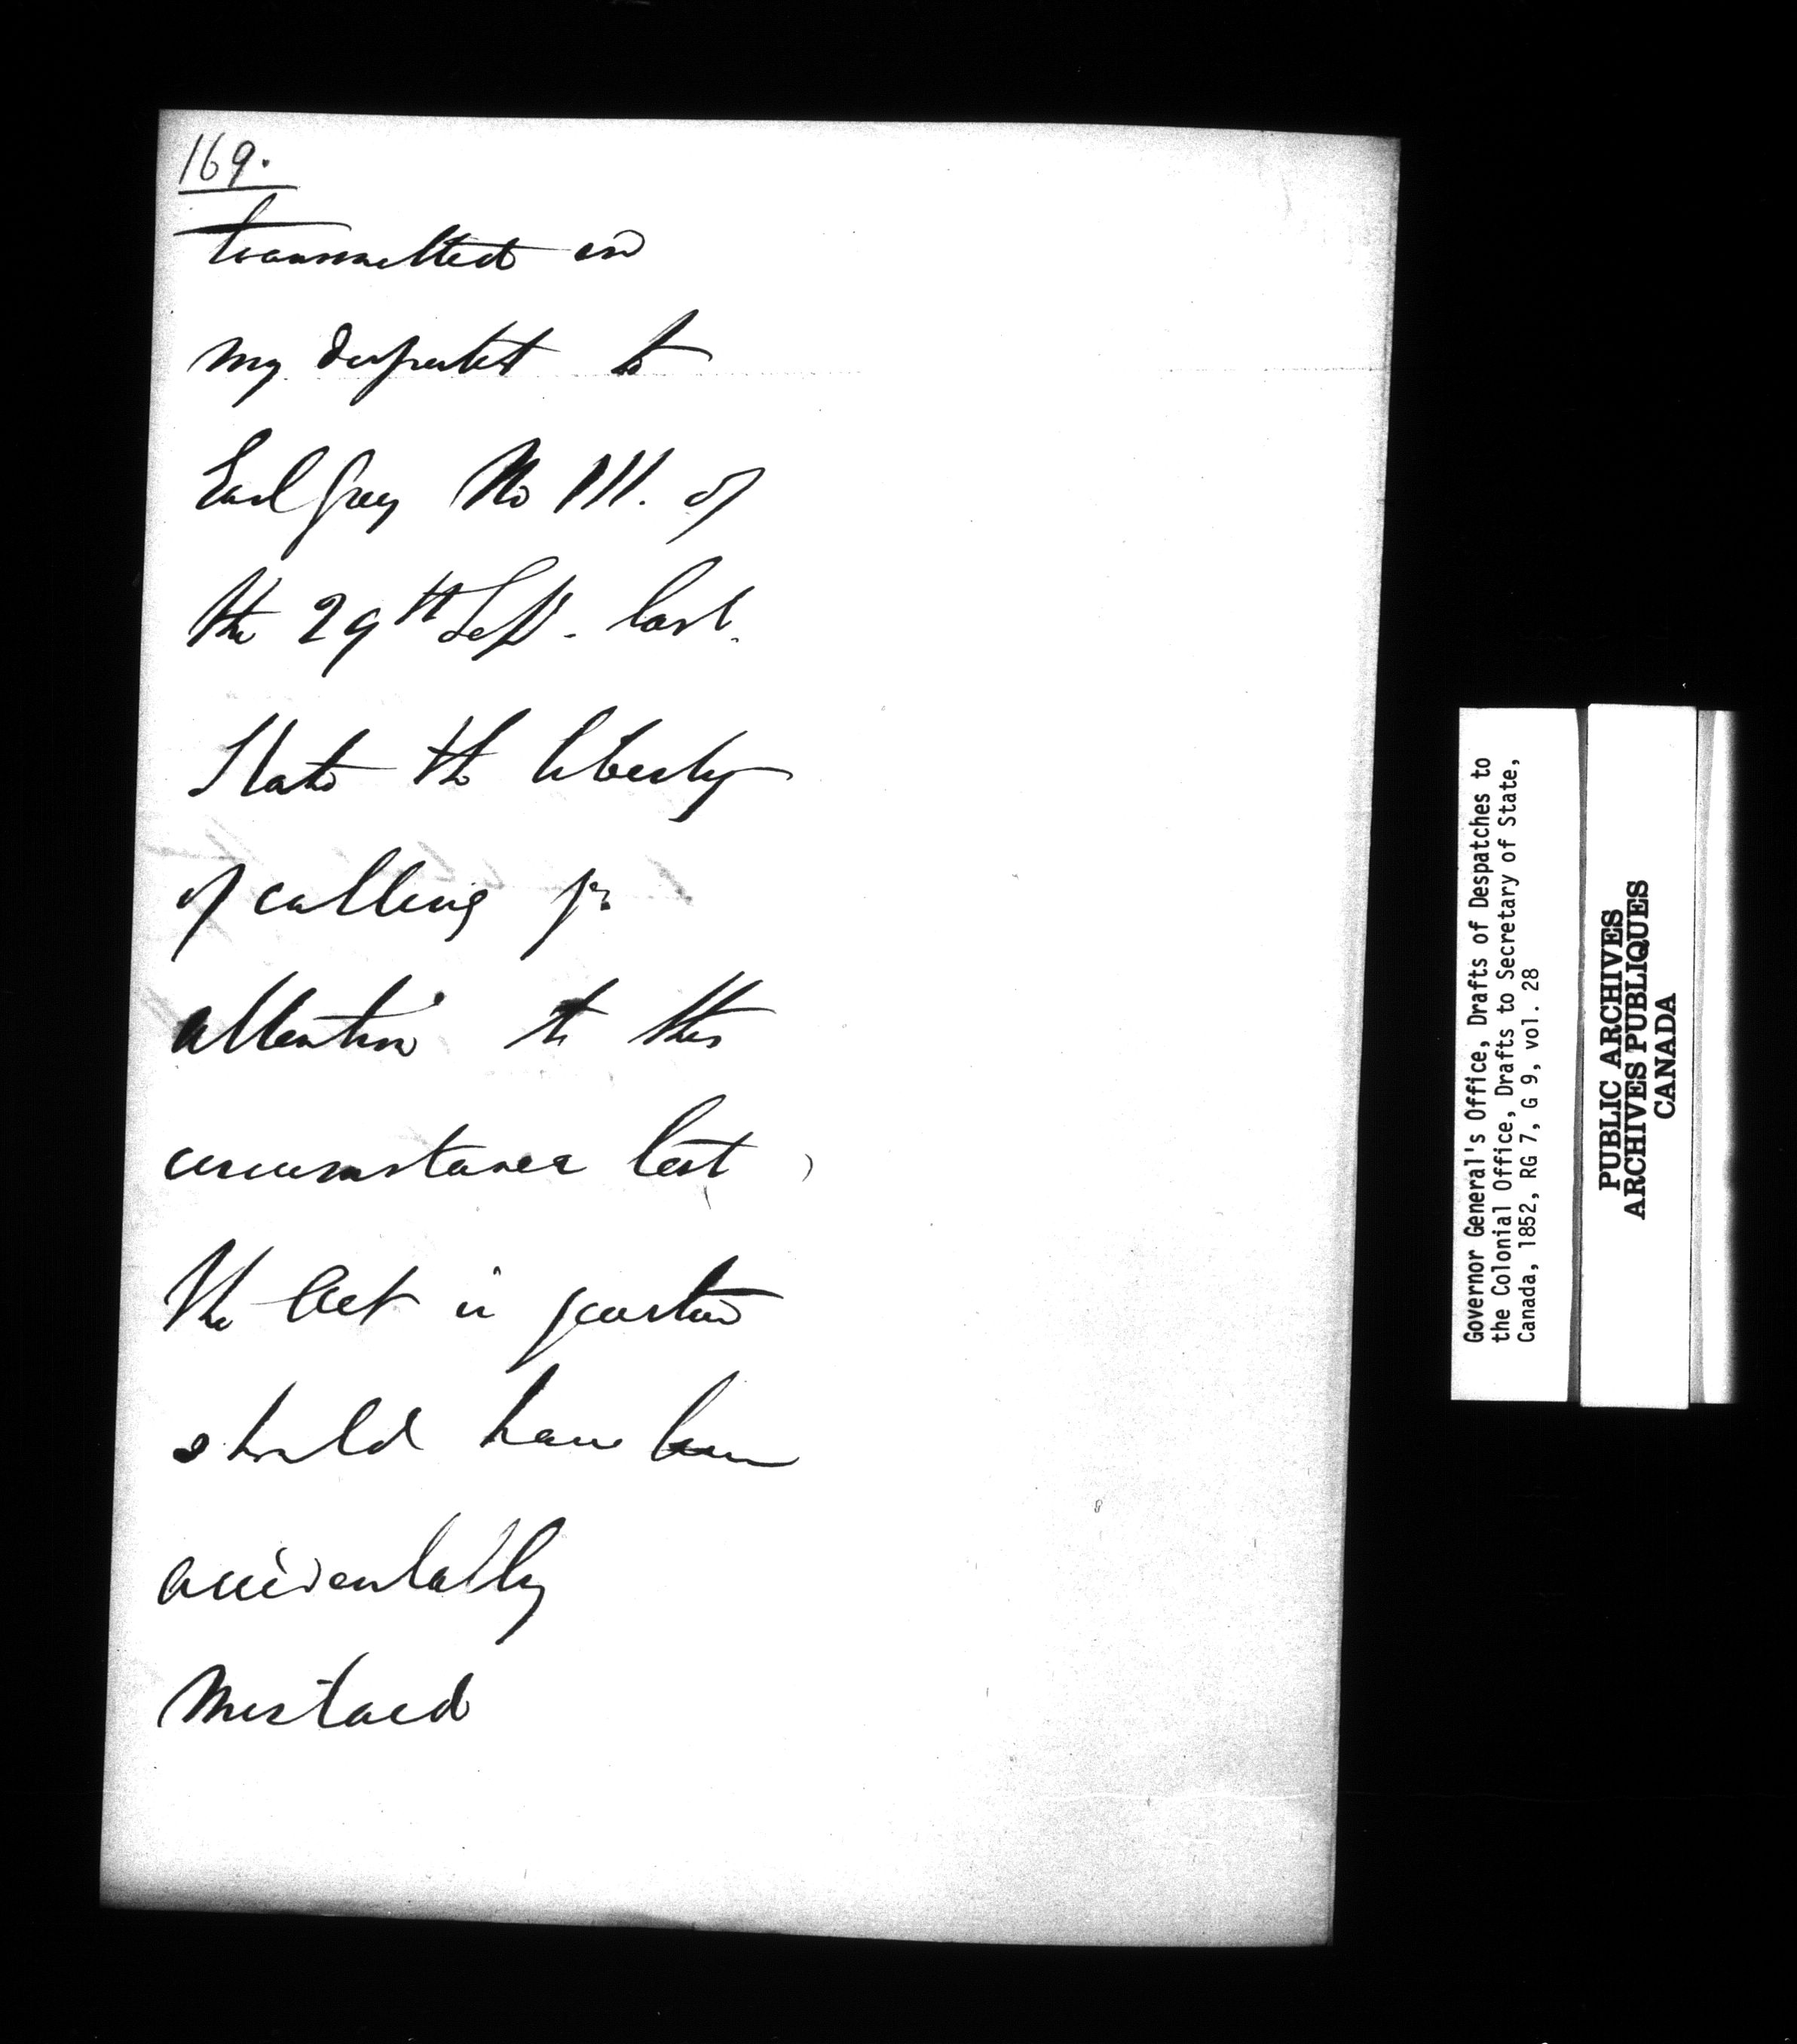 169.
transmitted in
my despatch to
Earl Grey No 111. of
the 29th Sept. last.
I take the liberty
of calling yr
attention to this
circumstance lest
the Act in question
should have been
accidentally
mislaid
Governor General's Office, Drafts of Despatches to
the Colonial Office, Drafts to Secretary of State,
Canada, 1852, RG 7, G 9, vol. 28
PUBLIC ARCHIVES
ARCHIVES PUBLIQUES
CANADA